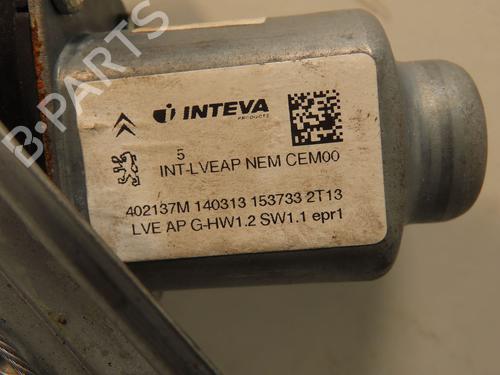 B-PARTS
INTEVA
PRODUCTS
5
INT-LVEAP NEM CEM00
402137M 140313 153733 2T13
LVE AP G-HW1.2 SW1.1 epr1